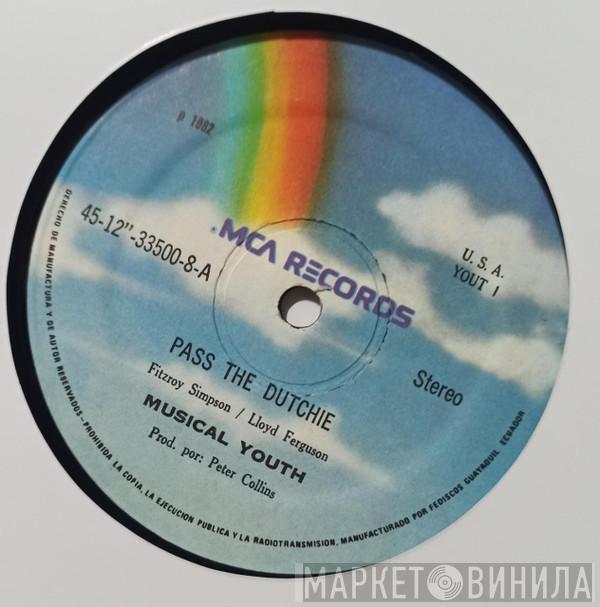 p 1982
45-12"-33500-8-A
MCA RECORDS
U.S.A.
YOUT 1
Stereo
PASS THE DUTCHIE
Fitzroy Simpson / Lloyd Ferguson
MUSICAL YOUTH
Prod. por: Peter Collins
DERECHO DE MANUFACTURA Y DE AUTOR RESERVADOS-PROHIBIDA LA COPIA, LA EJECUCION PUBLICA Y LA RADIOTRANSMISION, MANUFACTURADO POR FEDISCOS GUAYAQUIL ECUADOR
МАРКЕТ ВИНИЛА